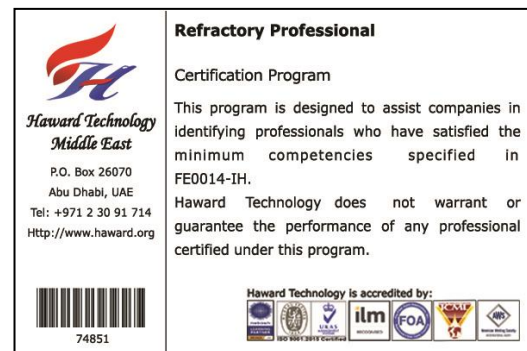 Haward Technology
Middle East
P.O. Box 26070
Abu Dhabi, UAE
Tel: +971 2 30 91 714
Http://www.haward.org
74851
Refractory Professional
Certification Program
This program is designed to assist companies in
identifying professionals who have satisfied the
minimum competencies specified in
FE0014-IH.
Haward Technology does not warrant or
guarantee the performance of any professional
certified under this program.
Haward Technology is accredited by:
UKAS
ilm
FOA
AWS
ISO 9001:2015 Certified